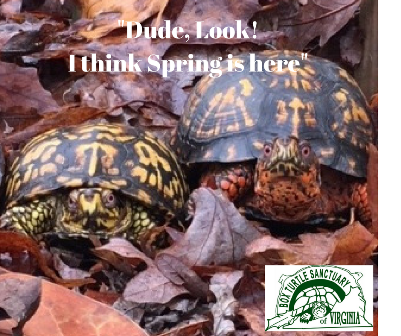 "Dude, Look!
I think Spring is here"
BOX TURTLE SANCTUARY
of
VIRGINIA